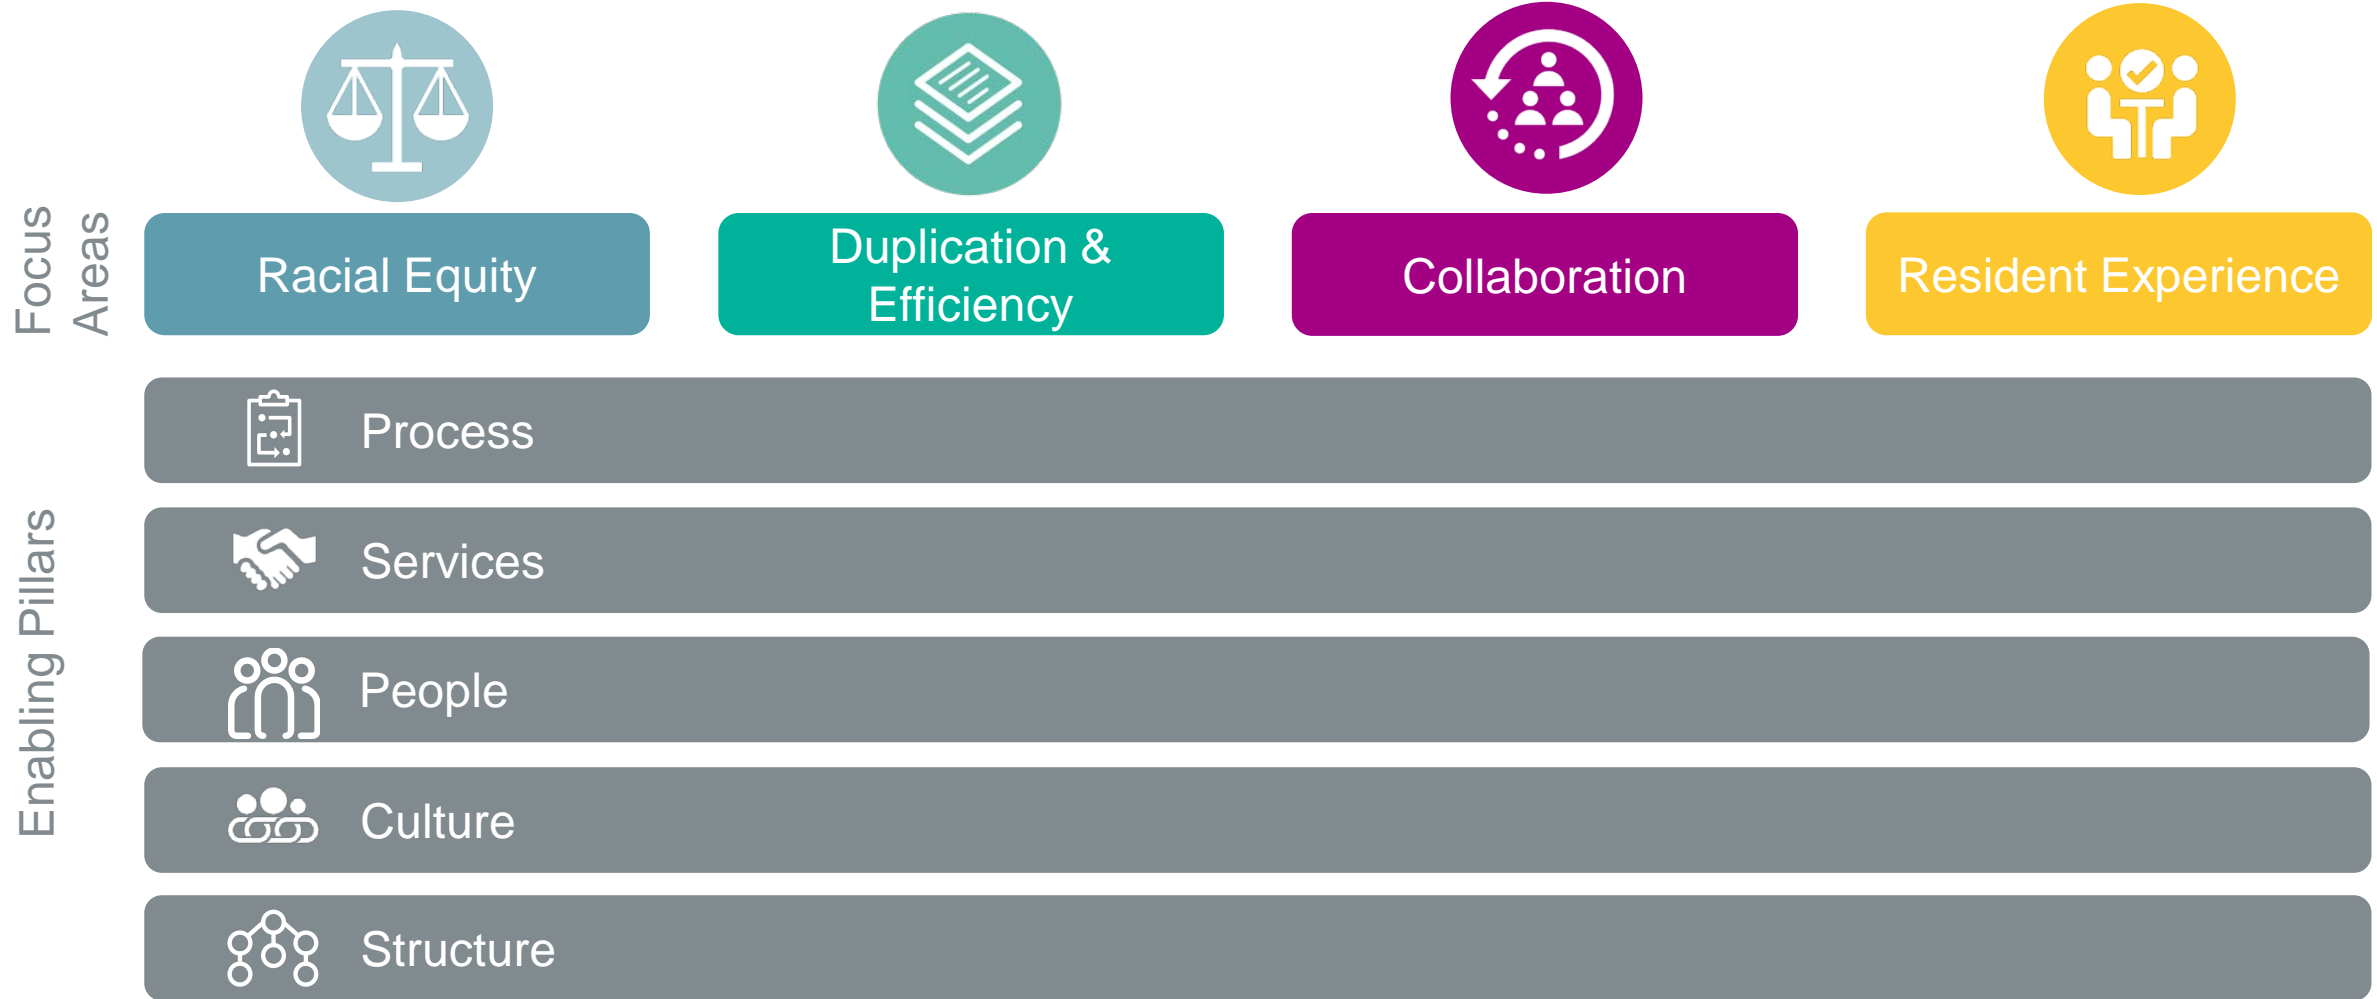 Focus
Areas
Racial Equity
Duplication &
Efficiency
Collaboration
Resident Experience
Enabling Pillars
Process
Services
People
Culture
Structure